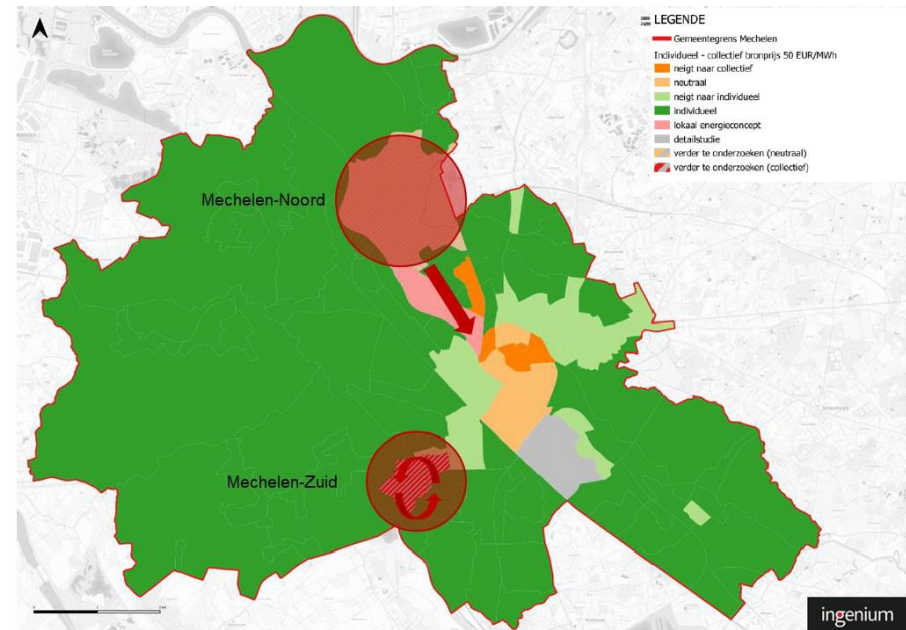 LEGENDE
Gemeentegrens Mechelen
Individueel - collectief bronprijs 50 EUR/MWh
neigt naar collectief
neutraal
neigt naar individueel
individueel
lokaal energieconcept
detailstudie
verder te onderzoeken (neutraal)
verder te onderzoeken (collectief)
Mechelen-Noord
Mechelen-Zuid
ingenium